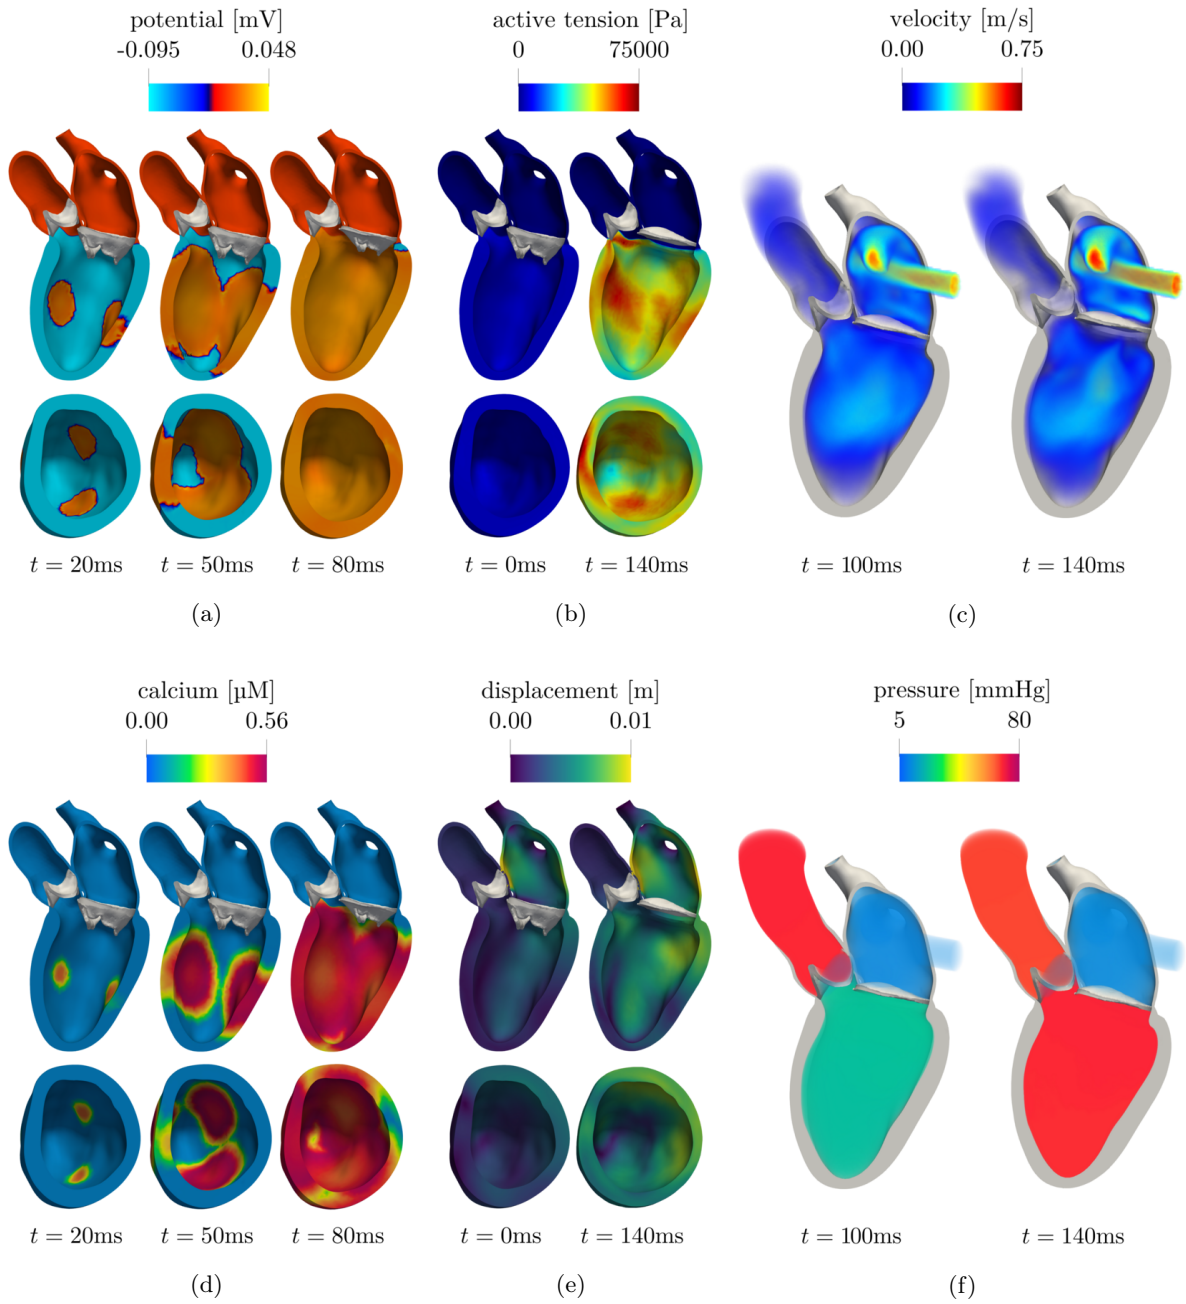 potential [mV]
-0.095 0.048
active tension [Pa]
0 75000
velocity [m/s]
0.00 0.75
t = 20ms t = 50ms t = 80ms
t = 0ms t = 140ms
t = 100ms t = 140ms
(a) (b) (c)
calcium [µM]
0.00 0.56
displacement [m]
0.00 0.01
pressure [mmHg]
5 80
t = 20ms t = 50ms t = 80ms
t = 0ms t = 140ms
t = 100ms t = 140ms
(d) (e) (f)